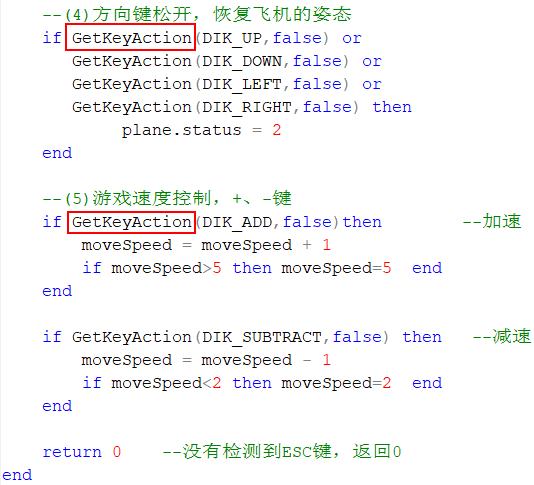 --(4)方向键松开，恢复飞机的姿态
if GetKeyAction(DIK_UP,false) or
GetKeyAction(DIK_DOWN,false) or
GetKeyAction(DIK_LEFT,false) or
GetKeyAction(DIK_RIGHT,false) then
plane.status = 2
end
--(5)游戏速度控制，+、-键
if GetKeyAction(DIK_ADD,false)then --加速
moveSpeed = moveSpeed + 1
if moveSpeed>5 then moveSpeed=5 end
end
if GetKeyAction(DIK_SUBTRACT,false) then --减速
moveSpeed = moveSpeed - 1
if moveSpeed<2 then moveSpeed=2 end
end
return 0 --没有检测到ESC键，返回0
end